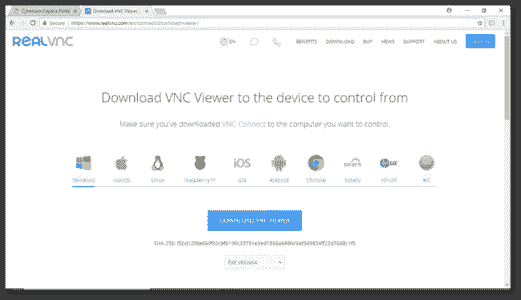 Download VNC Viewer
Secure
https://www.realvnc.com/en/connect/download/viewer/
REALVNC
EN
BENEFITS DOWNLOAD BUY NEWS SUPPORT ABOUT US
Download VNC Viewer to the device to control from
Make sure you've downloaded VNC Connect to the computer you want to control.
Windows macOS Linux Raspberry Pi iOS Android Chrome Solaris HP-UX AIX
DOWNLOAD VNC VIEWER
SHA-256:
EXE x86/x64